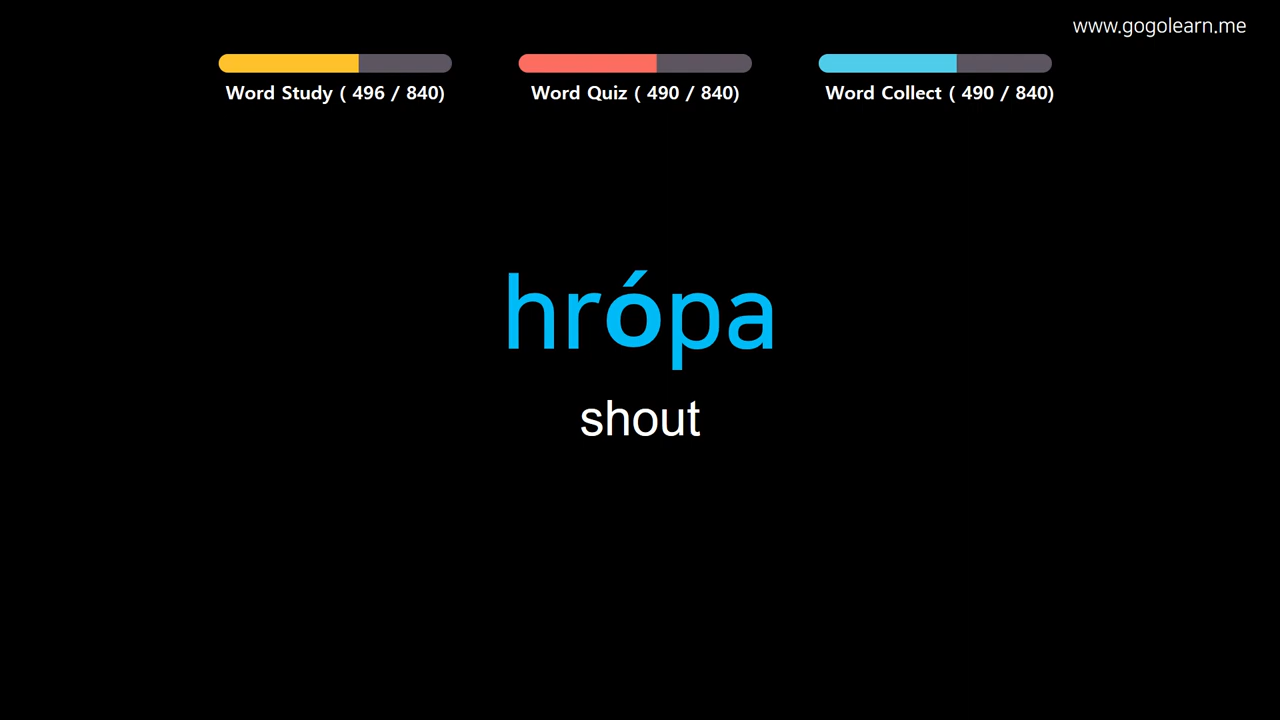 www.gogolearn.me
Word Study ( 496 / 840)
Word Quiz ( 490 / 840)
Word Collect ( 490 / 840)
hrópa
shout